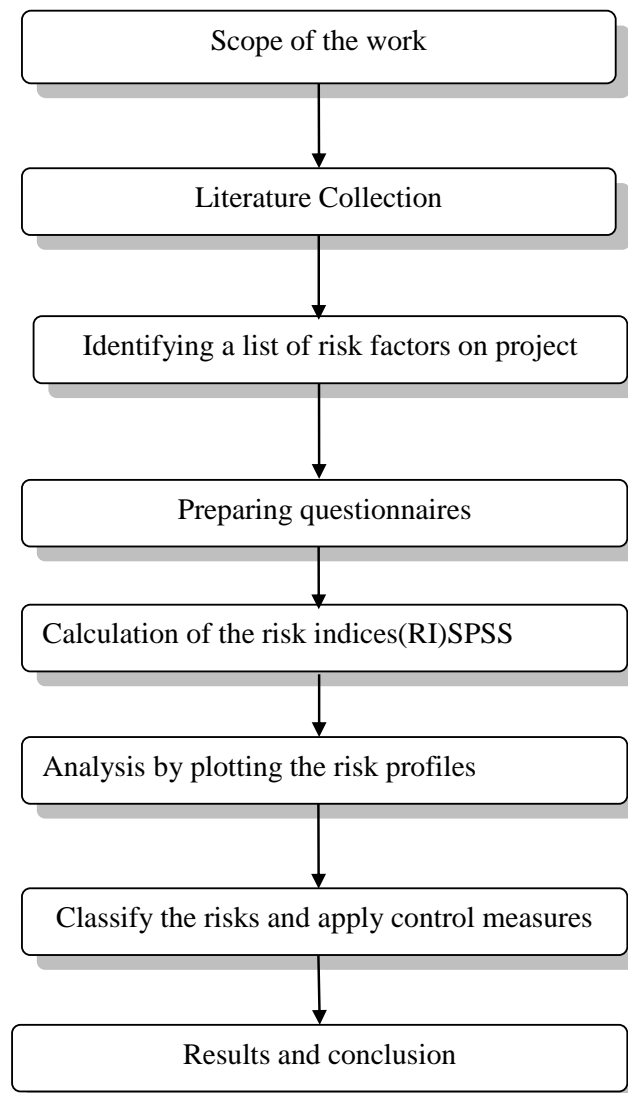 Scope of the work
Literature Collection
Identifying a list of risk factors on project
Preparing questionnaires
Calculation of the risk indices(RI)SPSS
Analysis by plotting the risk profiles
Classify the risks and apply control measures
Results and conclusion